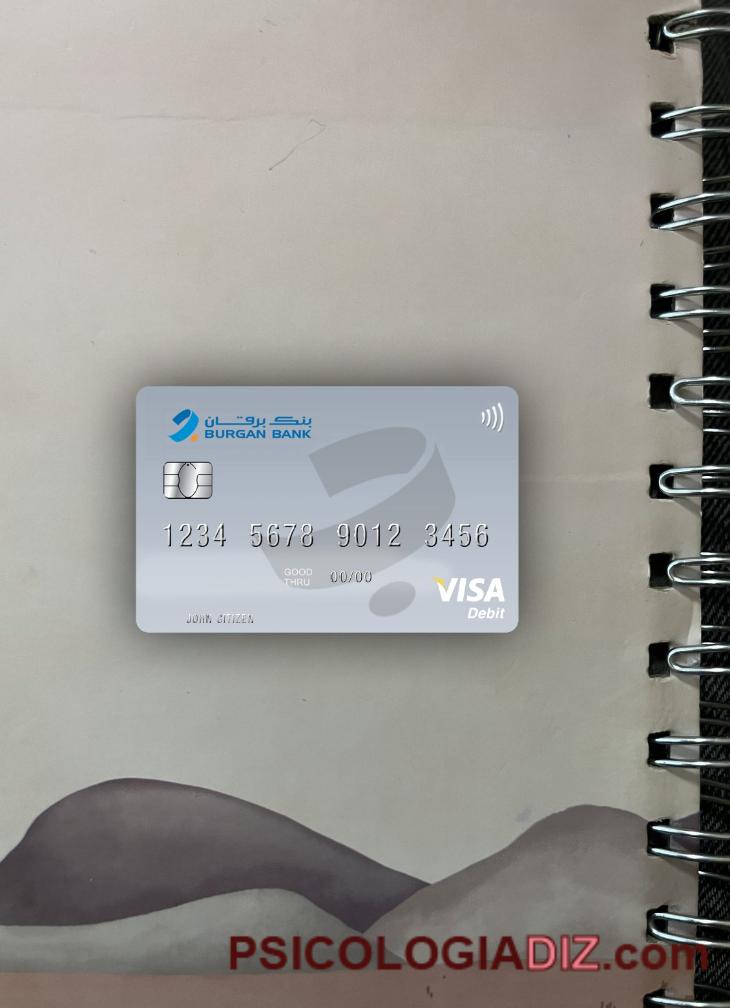 بنك برقان
BURGAN BANK
1234 5678 9012 3456
GOOD
THRU 00/00
VISA
Debit
JOHN CITIZEN
PSICOLOGIADIZ.com